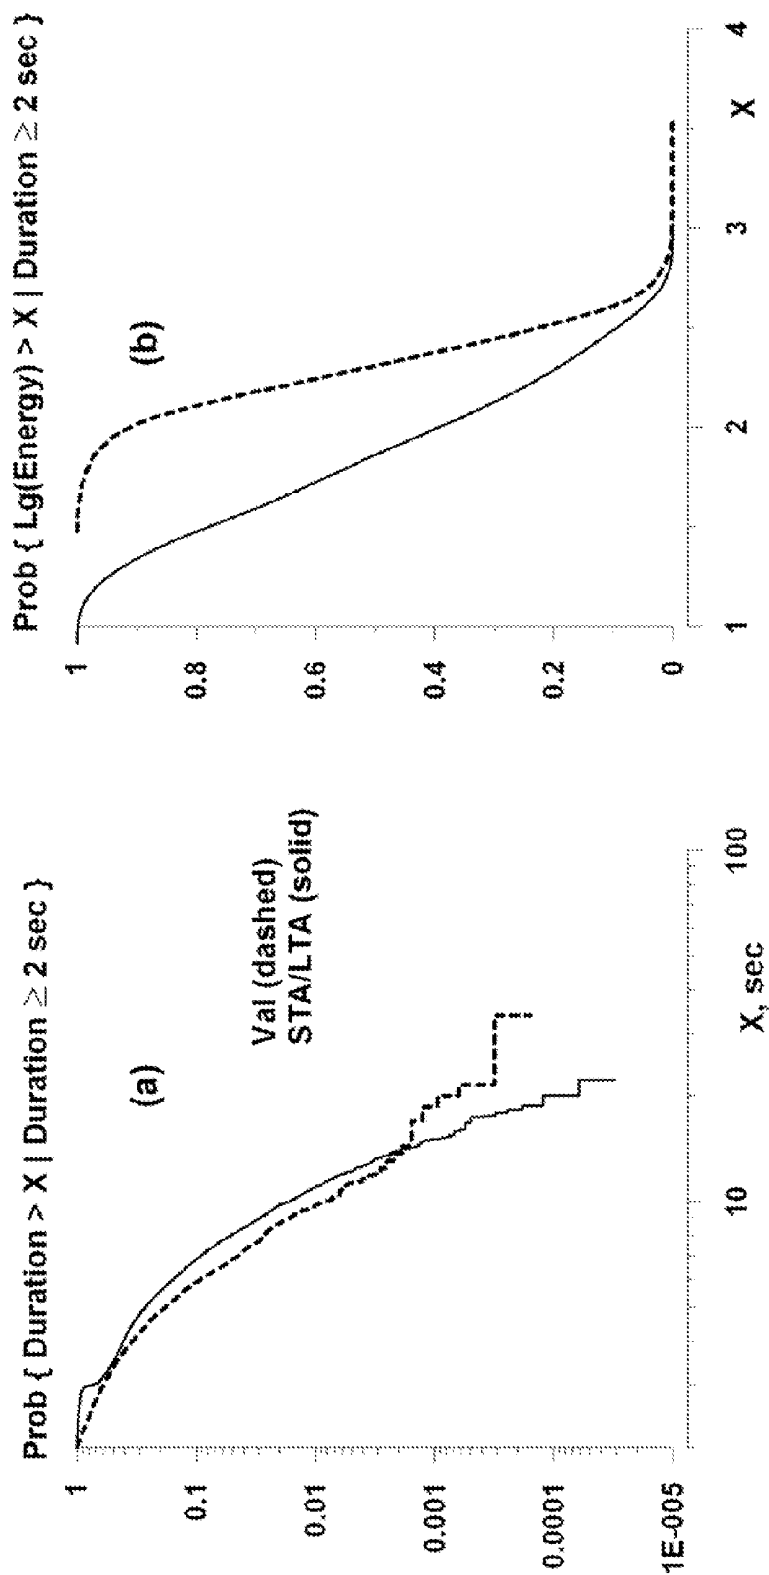 Prob { Duration > X | Duration ≥ 2 sec }
(a)
Val (dashed)
STA/LTA (solid)
1
0.1
0.01
0.001
0.0001
1E-005
10
100
X, sec
Prob { Lg(Energy) > X | Duration ≥ 2 sec }
(b)
1
0.8
0.6
0.4
0.2
0
1
2
3
4
X